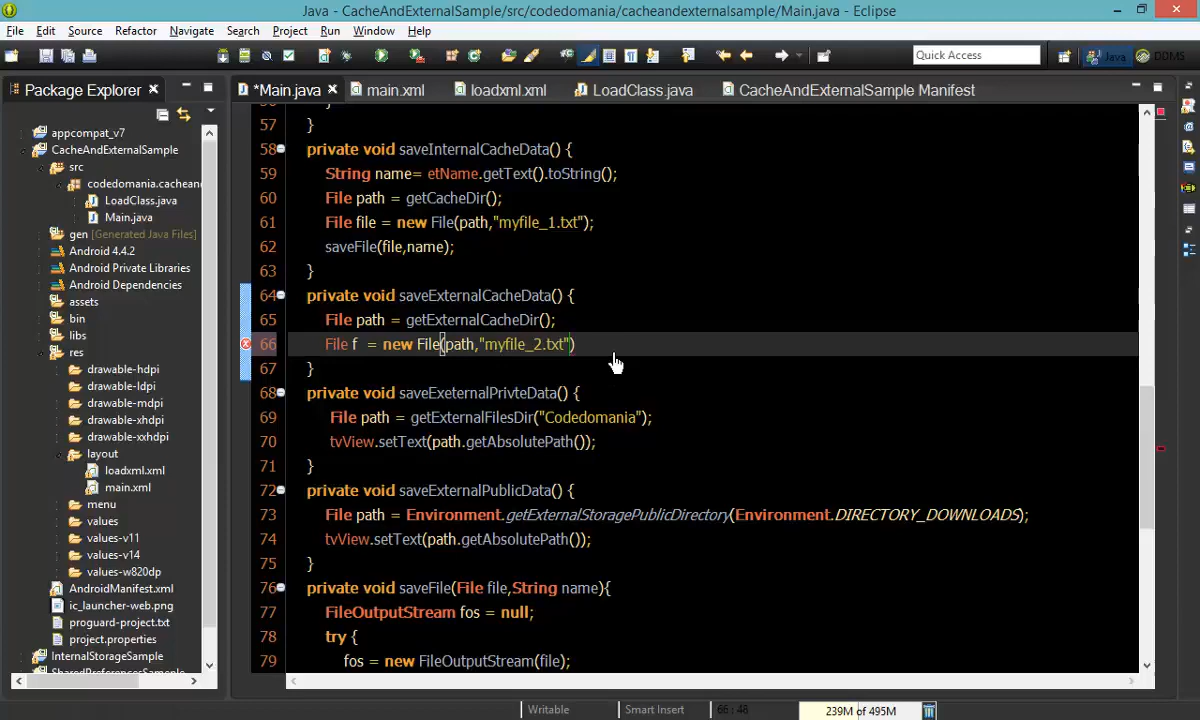 Java - CacheAndExternalSample/src/codedomania/cacheandexternalsample/Main.java - Eclipse
File Edit Source Refactor Navigate Search Project Run Window Help
Quick Access
Java
DDMS
Package Explorer
*Main.java
main.xml
loadxml.xml
LoadClass.java
CacheAndExternalSample Manifest
appcompat_v7
CacheAndExternalSample
src
codedomania.cachean
LoadClass.java
Main.java
gen [Generated Java Files]
Android 4.4.2
Android Private Libraries
Android Dependencies
assets
bin
libs
res
drawable-hdpi
drawable-ldpi
drawable-mdpi
drawable-xhdpi
drawable-xxhdpi
layout
loadxml.xml
main.xml
menu
values
values-v11
values-v14
values-w820dp
AndroidManifest.xml
ic_launcher-web.png
proguard-project.txt
project.properties
InternalStorageSample
57 }
58 private void saveInternalCacheData() {
59 String name= etName.getText().toString();
60 File path = getCacheDir();
61 File file = new File(path,"myfile_1.txt");
62 saveFile(file,name);
63 }
64 private void saveExternalCacheData() {
65 File path = getExternalCacheDir();
66 File f = new File(path,"myfile_2.txt")
67 }
68 private void saveExeternalPrivteData() {
69 File path = getExternalFilesDir("Codedomania");
70 tvView.setText(path.getAbsolutePath());
71 }
72 private void saveExternalPublicData() {
73 File path = Environment.getExternalStoragePublicDirectory(Environment.DIRECTORY_DOWNLOADS);
74 tvView.setText(path.getAbsolutePath());
75 }
76 private void saveFile(File file,String name){
77 FileOutputStream fos = null;
78 try {
79 fos = new FileOutputStream(file);
Writable
Smart Insert
66 : 48
239M of 495M